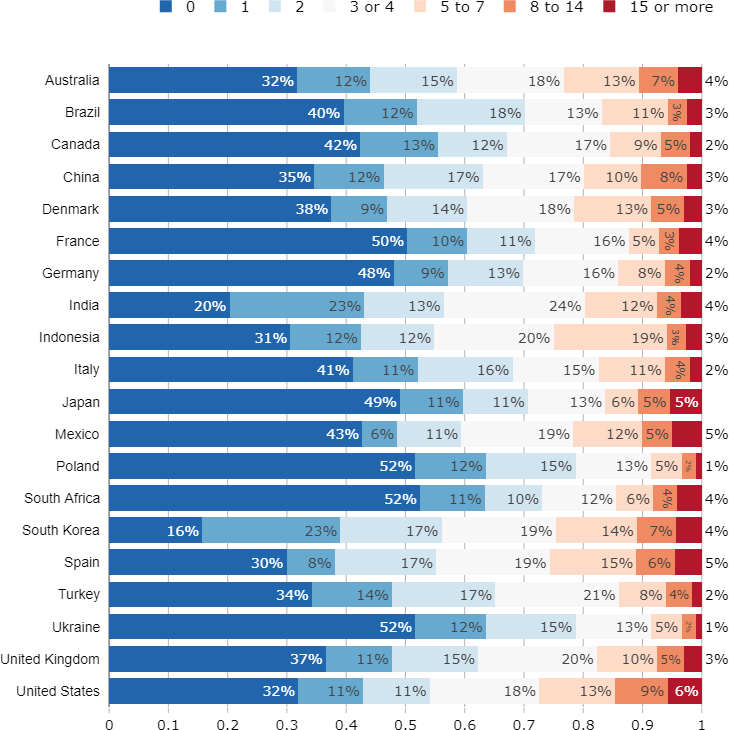 0 1 2 3 or 4 5 to 7 8 to 14 15 or more
Australia 32% 12% 15% 18% 13% 7% 4%
Brazil 40% 12% 18% 13% 11% 3% 3%
Canada 42% 13% 12% 17% 9% 5% 2%
China 35% 12% 17% 17% 10% 8% 3%
Denmark 38% 9% 14% 18% 13% 5% 3%
France 50% 10% 11% 16% 5% 3% 4%
Germany 48% 9% 13% 16% 8% 4% 2%
India 20% 23% 13% 24% 12% 4% 4%
Indonesia 31% 12% 12% 20% 19% 3% 3%
Italy 41% 11% 16% 15% 11% 4% 2%
Japan 49% 11% 11% 13% 6% 5% 5%
Mexico 43% 6% 11% 19% 12% 5% 5%
Poland 52% 12% 15% 13% 5% 2% 1%
South Africa 52% 11% 10% 12% 6% 4% 4%
South Korea 16% 23% 17% 19% 14% 7% 4%
Spain 30% 8% 17% 19% 15% 6% 5%
Turkey 34% 14% 17% 21% 8% 4% 2%
Ukraine 52% 12% 15% 13% 5% 2% 1%
United Kingdom 37% 11% 15% 20% 10% 5% 3%
United States 32% 11% 11% 18% 13% 9% 6%
0 0.1 0.2 0.3 0.4 0.5 0.6 0.7 0.8 0.9 1